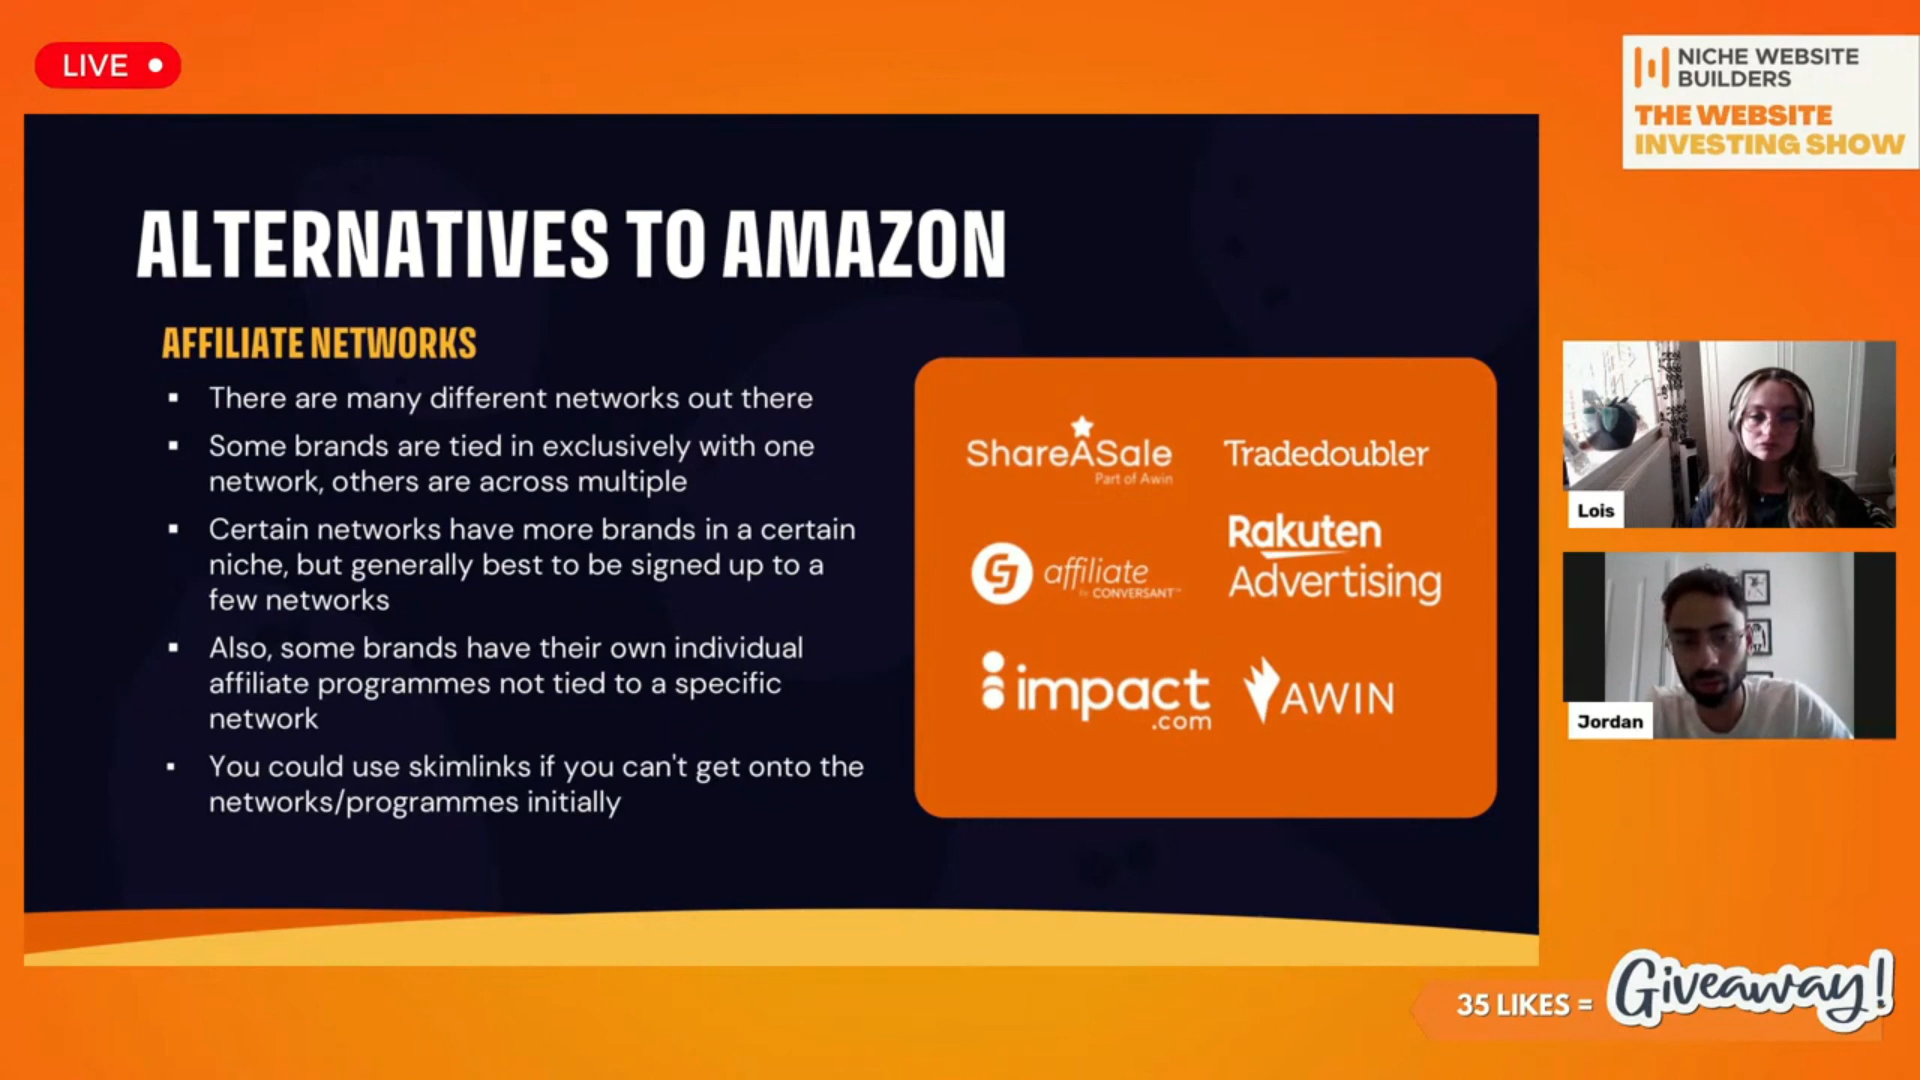 LIVE
NICHE WEBSITE
BUILDERS
THE WEBSITE
INVESTING SHOW
ALTERNATIVES TO AMAZON
AFFILIATE NETWORKS
▪ There are many different networks out there
▪ Some brands are tied in exclusively with one
network, others are across multiple
▪ Certain networks have more brands in a certain
niche, but generally best to be signed up to a
few networks
▪ Also, some brands have their own individual
affiliate programmes not tied to a specific
network
▪ You could use skimlinks if you can't get onto the
networks/programmes initially
ShareASale
Part of Awin
Tradedoubler
CJ affiliate
by CONVERSANT™
Rakuten
Advertising
impact
.com
AWIN
Lois
Jordan
35 LIKES = Giveaway!